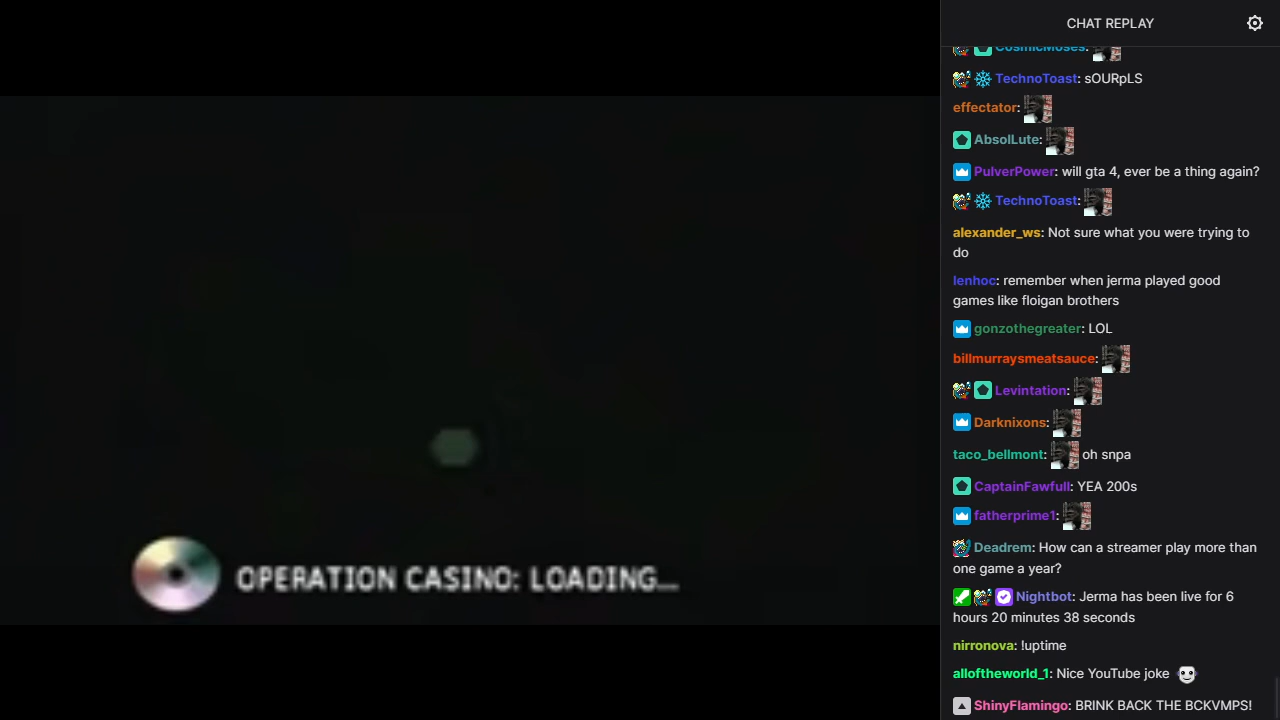 CHAT REPLAY
CosmicMoses:
TechnoToast: sOURpLS
effectator:
AbsolLute:
PulverPower: will gta 4, ever be a thing again?
TechnoToast:
alexander_ws: Not sure what you were trying to
do
lenhoc: remember when jerma played good
games like floigan brothers
gonzothegreater: LOL
billmurraysmeatsauce:
Levintation:
Darknixons:
taco_bellmont: oh snpa
CaptainFawfull: YEA 200s
fatherprime1:
Deadrem: How can a streamer play more than
one game a year?
Nightbot: Jerma has been live for 6
hours 20 minutes 38 seconds
nirronova: !uptime
alloftheworld_1: Nice YouTube joke
ShinyFlamingo: BRINK BACK THE BCKVMPS!
OPERATION CASINO: LOADING...